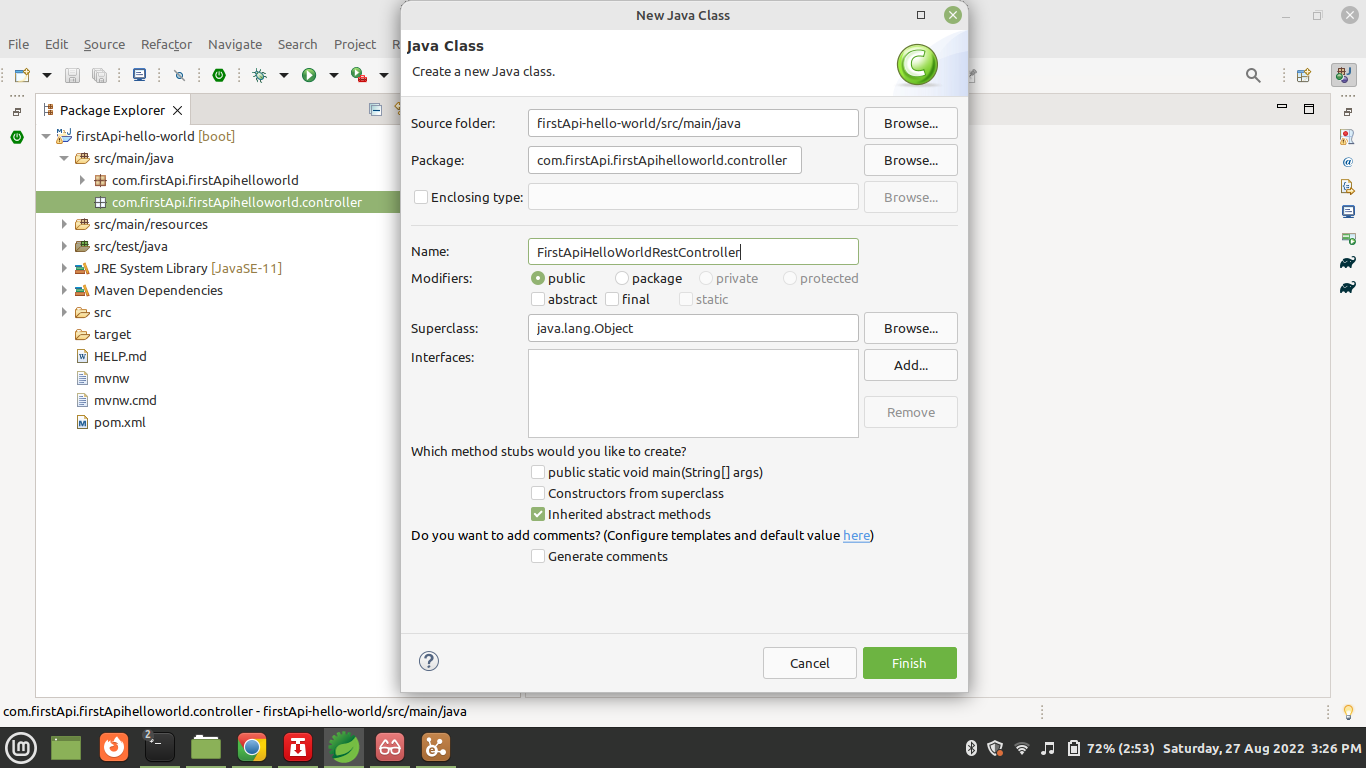 New Java Class
File Edit Source Refactor Navigate Search Project R
Java Class
Create a new Java class.
Package Explorer
firstApi-hello-world [boot]
src/main/java
com.firstApi.firstApihelloworld
com.firstApi.firstApihelloworld.controller
src/main/resources
src/test/java
JRE System Library [JavaSE-11]
Maven Dependencies
src
target
HELP.md
mvnw
mvnw.cmd
pom.xml
Source folder: firstApi-hello-world/src/main/java Browse...
Package: com.firstApi.firstApihelloworld.controller Browse...
Enclosing type: Browse...
Name: FirstApiHelloWorldRestController
Modifiers: public package private protected
abstract final static
Superclass: java.lang.Object Browse...
Interfaces: Add...
Remove
Which method stubs would you like to create?
public static void main(String[] args)
Constructors from superclass
Inherited abstract methods
Do you want to add comments? (Configure templates and default value here)
Generate comments
? Cancel Finish
com.firstApi.firstApihelloworld.controller - firstApi-hello-world/src/main/java
2 72% (2:53) Saturday, 27 Aug 2022 3:26 PM